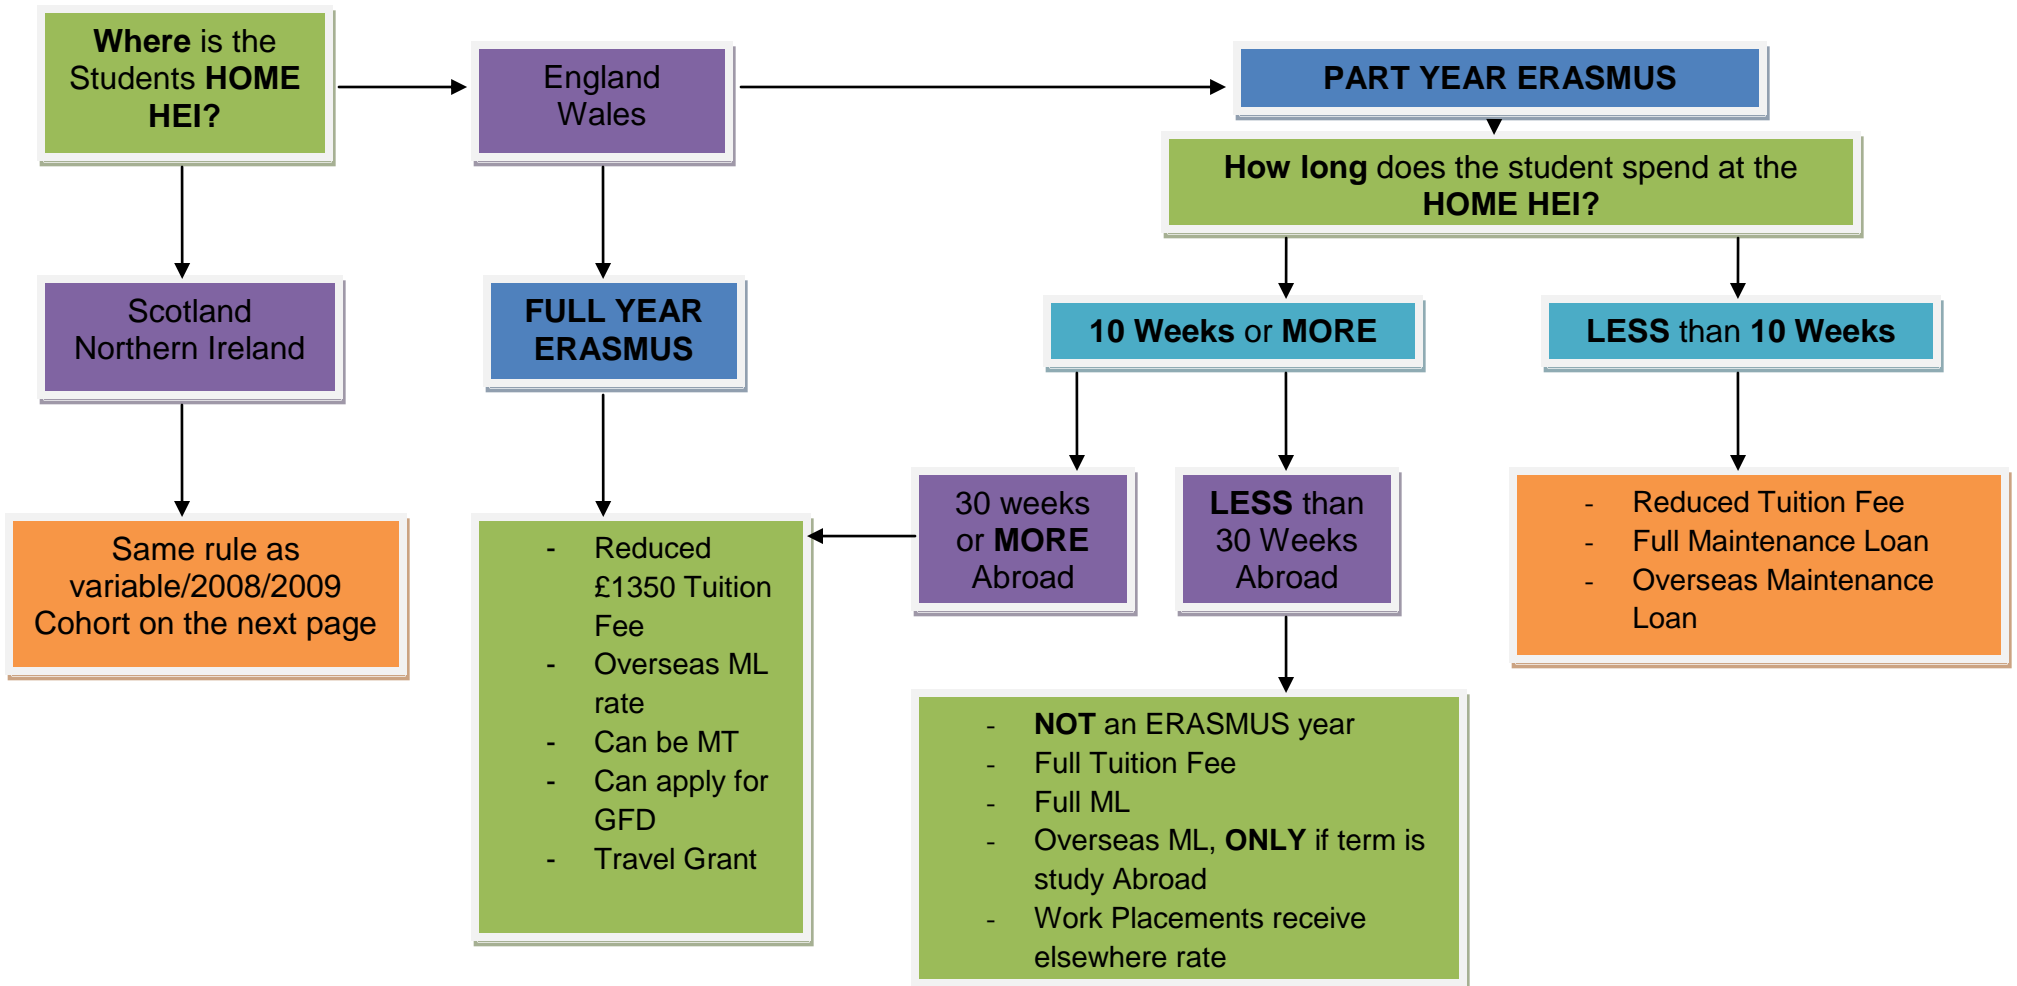 Where is the
Students HOME
HEI?
England
Wales
PART YEAR ERASMUS
How long does the student spend at the
HOME HEI?
Scotland
Northern Ireland
FULL YEAR
ERASMUS
10 Weeks or MORE
LESS than 10 Weeks
30 weeks
or MORE
Abroad
LESS than
30 Weeks
Abroad
- Reduced Tuition Fee
- Full Maintenance Loan
- Overseas Maintenance
Loan
Same rule as
variable/2008/2009
Cohort on the next page
- Reduced
£1350 Tuition
Fee
- Overseas ML
rate
- Can be MT
- Can apply for
GFD
- Travel Grant
- NOT an ERASMUS year
- Full Tuition Fee
- Full ML
- Overseas ML, ONLY if term is
study Abroad
- Work Placements receive
elsewhere rate